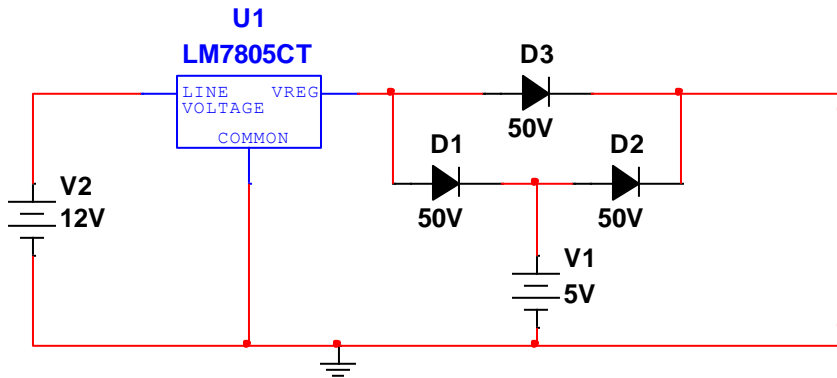 U1
LM7805CT
LINE VREG
VOLTAGE
COMMON
D3
50V
D1
50V
D2
50V
V2
12V
V1
5V